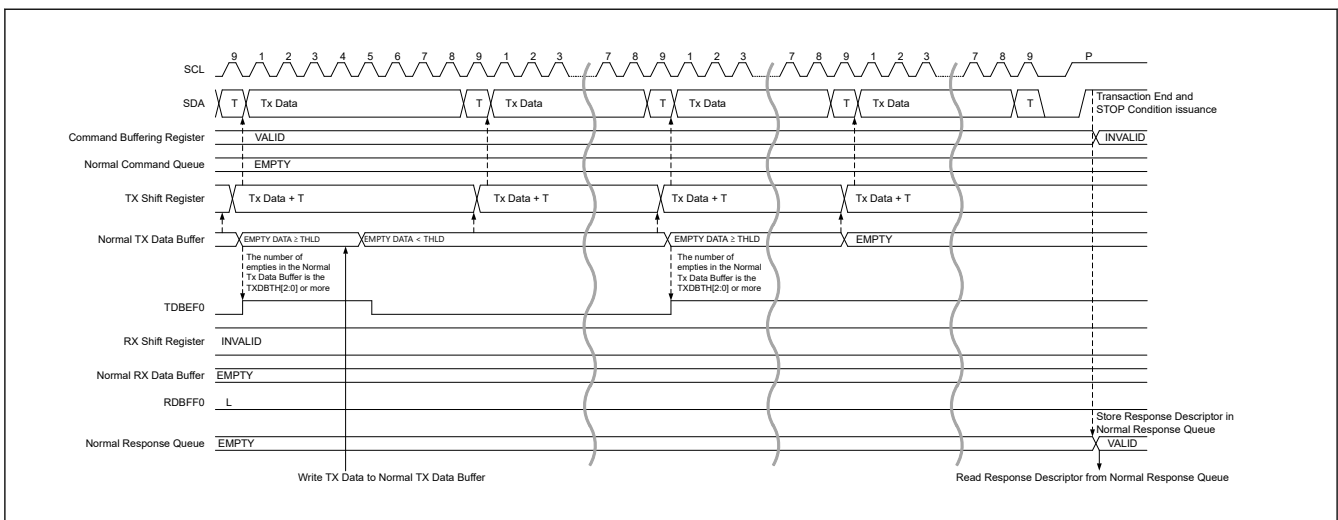 9 1 2 3 4 5 6 7 8 9 1 2 3 7 8 9 1 2 3 7 8 9 1 2 3 7 8 9 P
SCL
SDA T Tx Data T Tx Data T Tx Data T Tx Data T
Transaction End and
STOP Condition issuance
Command Buffering Register VALID INVALID
Normal Command Queue EMPTY
TX Shift Register Tx Data + T Tx Data + T Tx Data + T Tx Data + T
Normal TX Data Buffer EMPTY DATA ≥ THLD EMPTY DATA < THLD EMPTY DATA ≥ THLD EMPTY
The number of
empties in the Normal
Tx Data Buffer is the
TXDBTH[2:0] or more
The number of
empties in the Normal
Tx Data Buffer is the
TXDBTH[2:0] or more
TDBEF0
RX Shift Register INVALID
Normal RX Data Buffer EMPTY
RDBFF0 L
Store Response Descriptor in
Normal Response Queue
Normal Response Queue EMPTY VALID
Write TX Data to Normal TX Data Buffer
Read Response Descriptor from Normal Response Queue